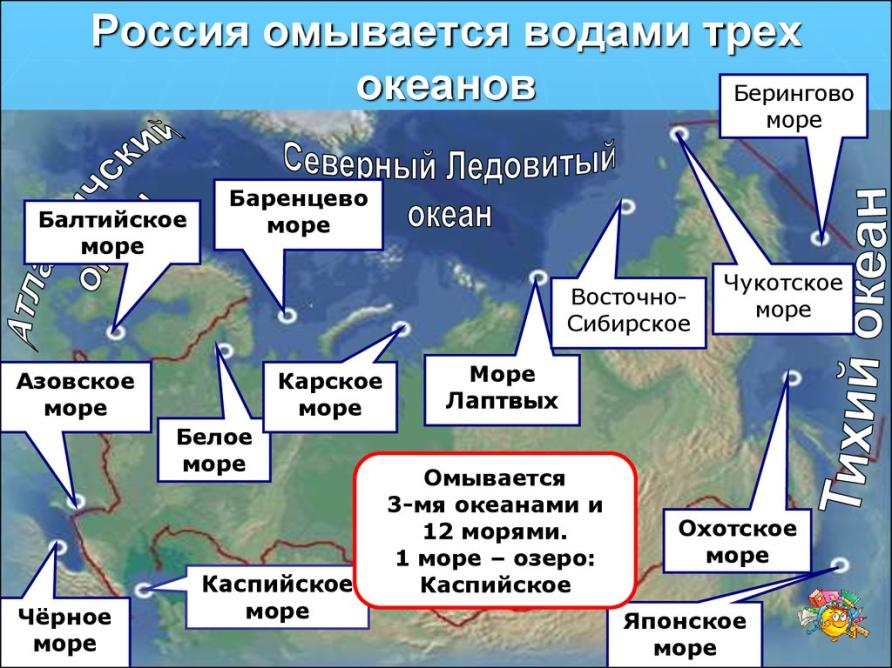 Россия омывается водами трех
океанов
Берингово
море
Северный Ледовитый
океан
Баренцево
море
Балтийское
море
Тихий океан
Чукотское
море
Восточно-
Сибирское
Азовское
море
Карское
море
Море
Лаптвых
Белое
море
Омывается
3-мя океанами и
12 морями.
1 море – озеро:
Каспийское
Охотское
море
Каспийское
море
Чёрное
море
Японское
море